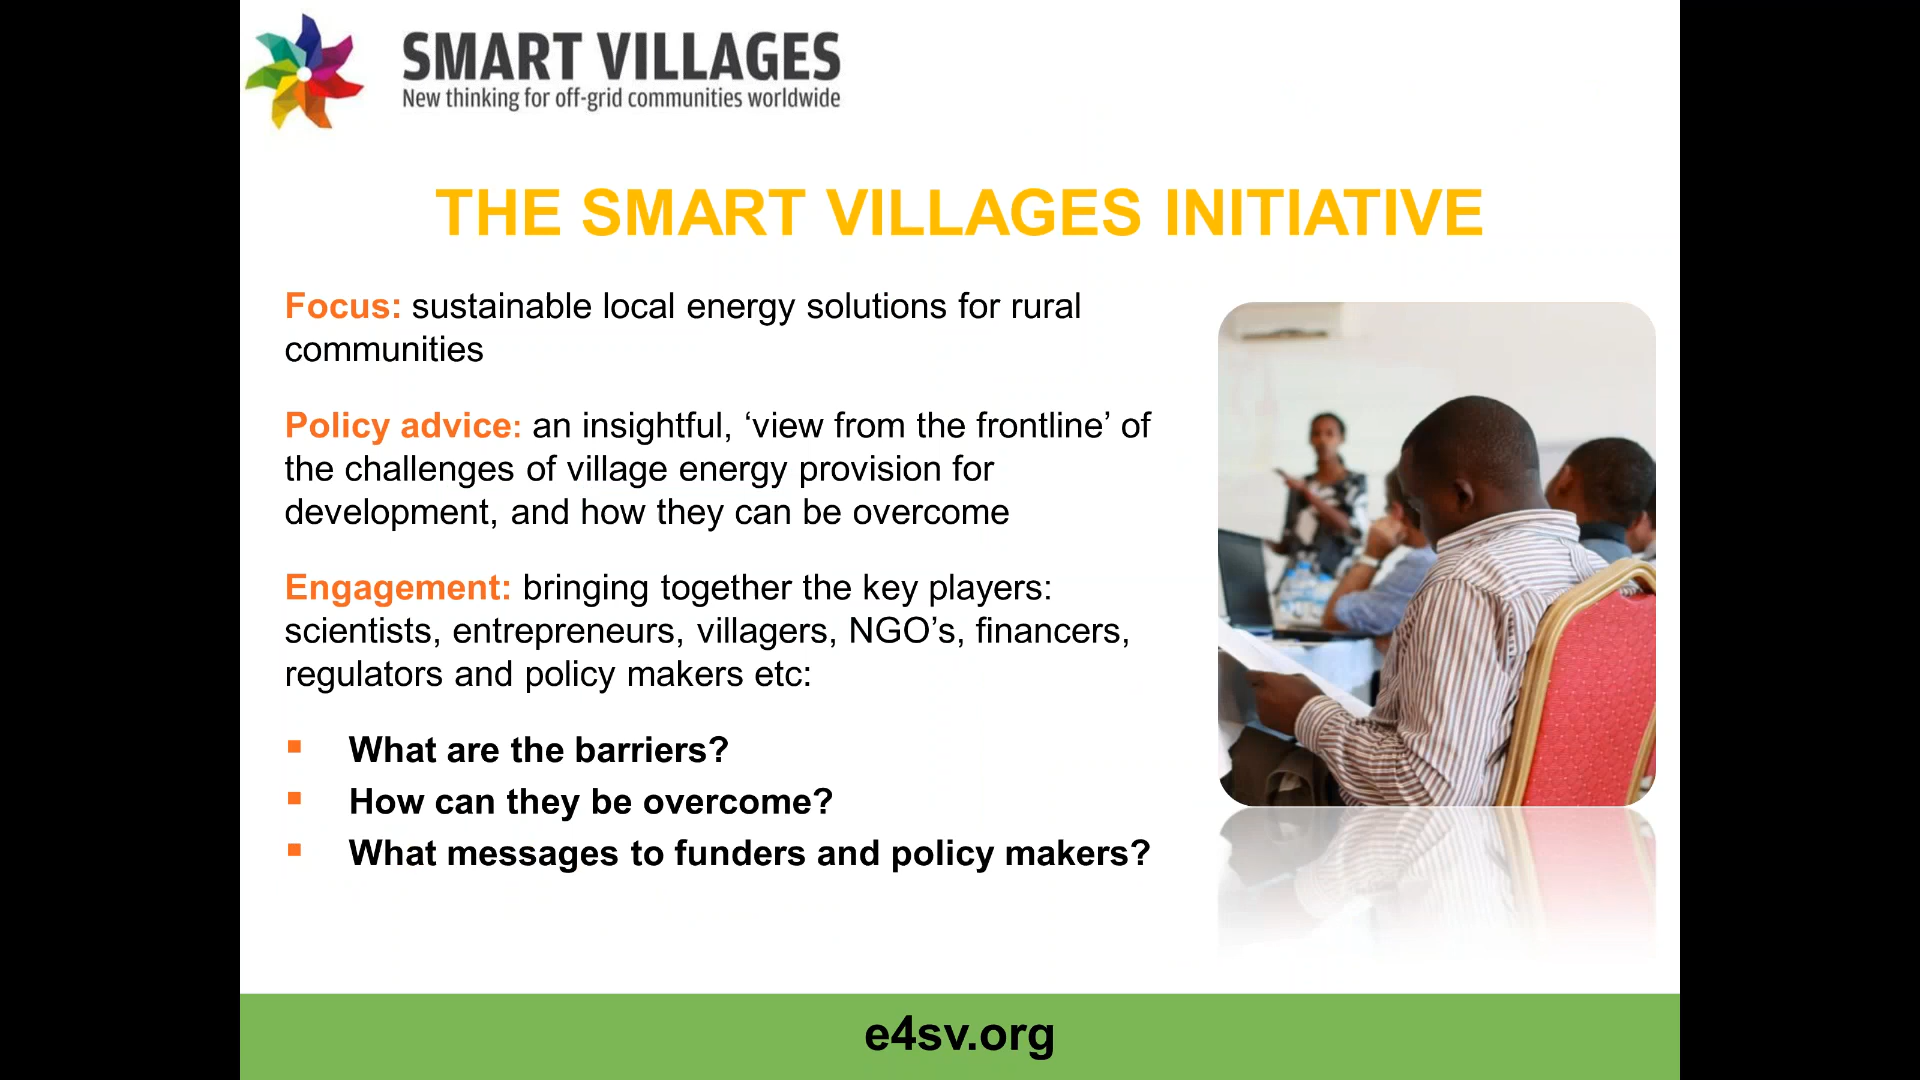 SMART VILLAGES
New thinking for off-grid communities worldwide
THE SMART VILLAGES INITIATIVE
Focus: sustainable local energy solutions for rural
communities
Policy advice: an insightful, ‘view from the frontline’ of
the challenges of village energy provision for
development, and how they can be overcome
Engagement: bringing together the key players:
scientists, entrepreneurs, villagers, NGO’s, financers,
regulators and policy makers etc:
What are the barriers?
How can they be overcome?
What messages to funders and policy makers?
e4sv.org